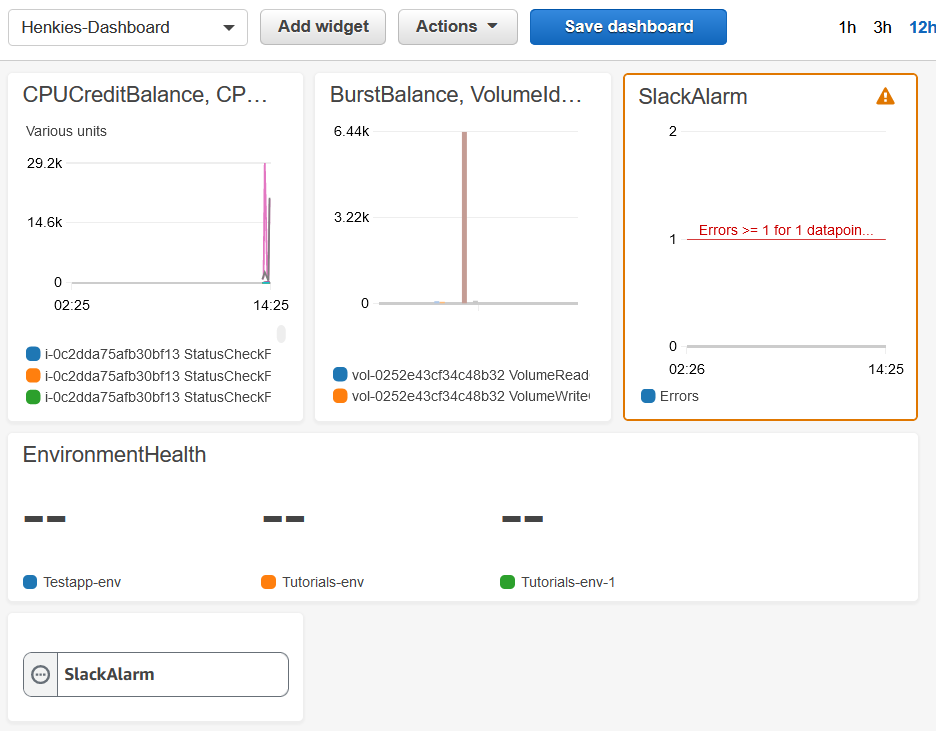 Henkies-Dashboard
Add widget
Actions
Save dashboard
1h 3h 12h
CPUCreditBalance, CP...
Various units
29.2k
14.6k
0
02:25 14:25
i-0c2dda75afb30bf13 StatusCheckF
i-0c2dda75afb30bf13 StatusCheckF
i-0c2dda75afb30bf13 StatusCheckF
BurstBalance, VolumeId...
6.44k
3.22k
0
vol-0252e43cf34c48b32 VolumeRead
vol-0252e43cf34c48b32 VolumeWrite
SlackAlarm
2
Errors >= 1 for 1 datapoin...
1
0
02:26 14:25
Errors
EnvironmentHealth
-- -- --
Testapp-env Tutorials-env Tutorials-env-1
SlackAlarm